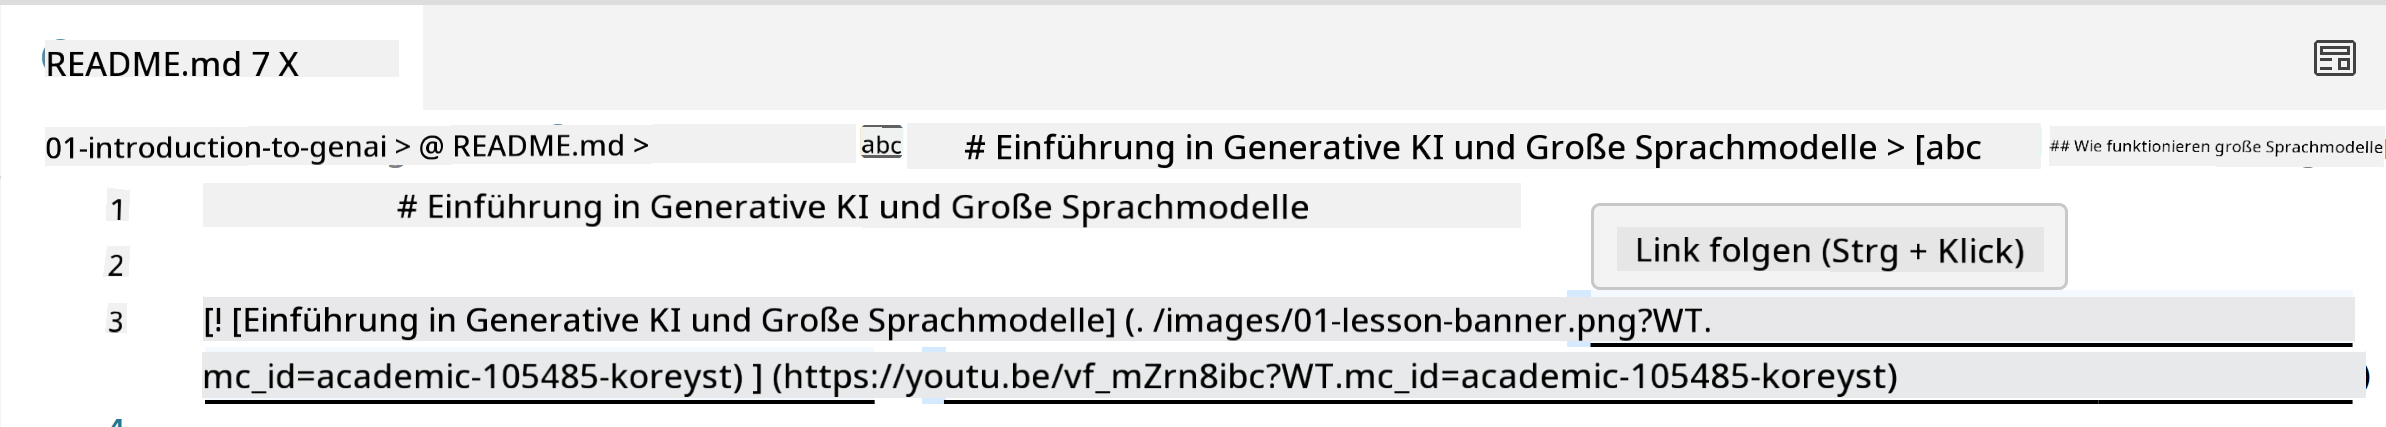 README.md 7 X
01-introduction-to-genai > @ README.md > abc # Einführung in Generative KI und Große Sprachmodelle > [abc ## Wie funktionieren große Sprachmodelle
1 # Einführung in Generative KI und Große Sprachmodelle
Link folgen (Strg + Klick)
2
3 [! [Einführung in Generative KI und Große Sprachmodelle] (. /images/01-lesson-banner.png?WT.
mc_id=academic-105485-koreyst) ] (https://youtu.be/vf_mZrn8ibc?WT.mc_id=academic-105485-koreyst)
4